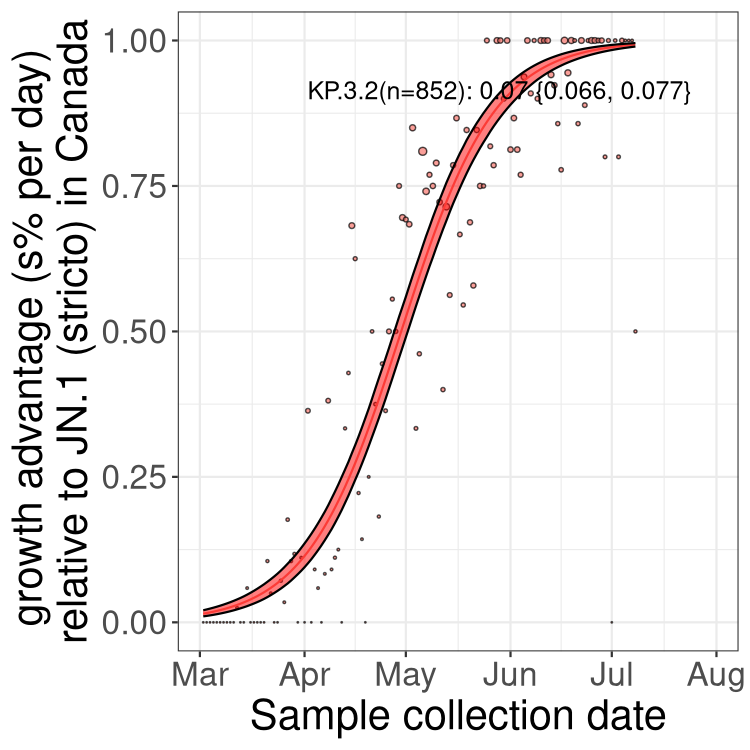 growth advantage (s% per day)
relative to JN.1 (stricto) in Canada
1.00
0.75
0.50
0.25
0.00
KP.3.2(n=852): 0.07 {0.066, 0.077}
Mar Apr May Jun Jul Aug
Sample collection date